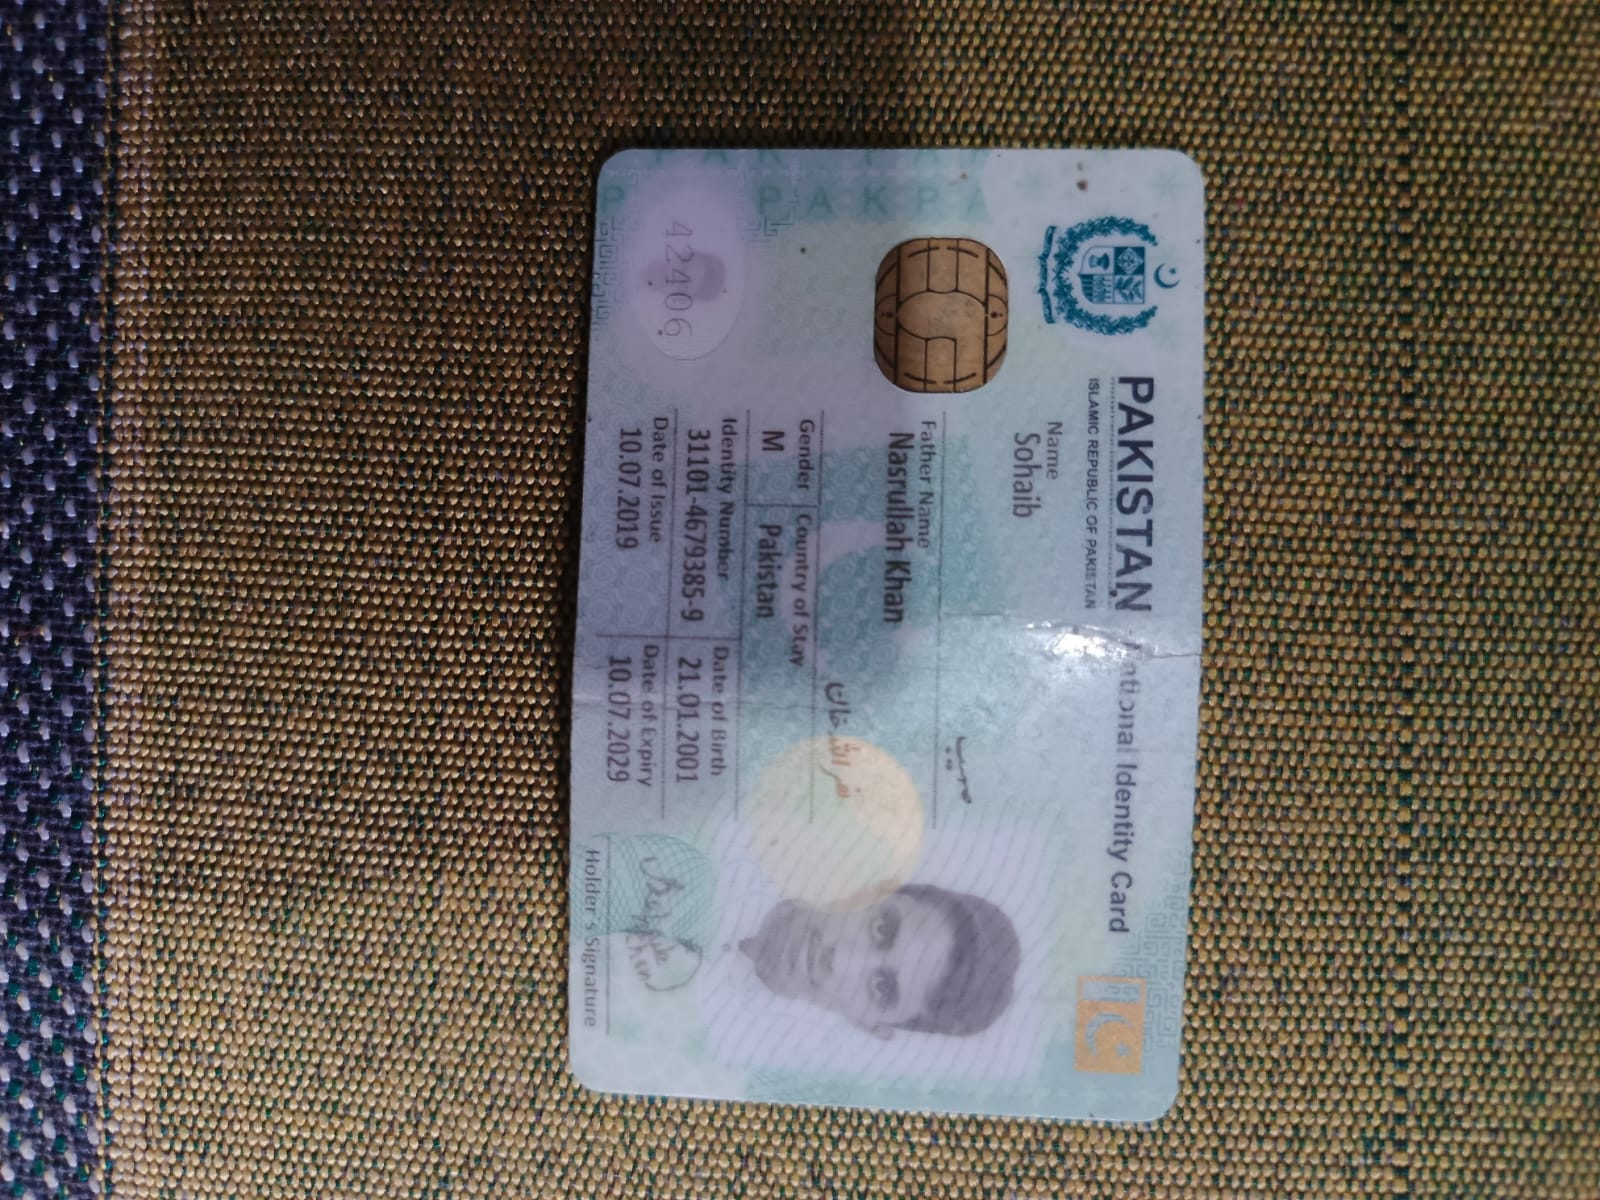 PAKISTAN National Identity Card
ISLAMIC REPUBLIC OF PAKISTAN
Name
Sohaib
صہیب
Father Name
Nasrullah Khan
نصراللہ خان
Gender Country of Stay
M Pakistan
Identity Number Date of Birth
31101-4679385-9 21.01.2001
Date of Issue Date of Expiry
10.07.2019 10.07.2029
Holder's Signature
42406
PAKPA